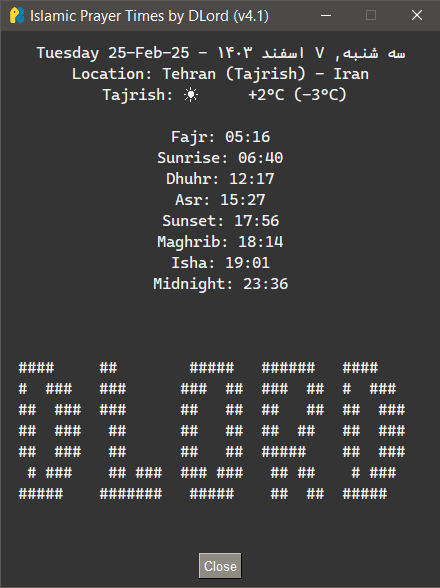 Islamic Prayer Times by DLord (v4.1)
Tuesday 25-Feb-25 - سه شنبه, ۷ اسفند ۱۴۰۳
Location: Tehran (Tajrish) - Iran
Tajrish: ☀ +2°C (-3°C)
Fajr: 05:16
Sunrise: 06:40
Dhuhr: 12:17
Asr: 15:27
Sunset: 17:56
Maghrib: 18:14
Isha: 19:01
Midnight: 23:36
####     ##        #####   ######   ####
#  ###   ###      ###  ##  ###  ##  #  ###
##  ###  ###      ##   ##  ##   ##  ##  ###
##  ###   ##      ##   ##  ##  ##   ##  ###
##  ###   ##      ##   ##  #####    ##  ###
 # ###    ## ###  ### ###   ## ##    # ###
#####    #######   #####    ##  ##  #####
Close